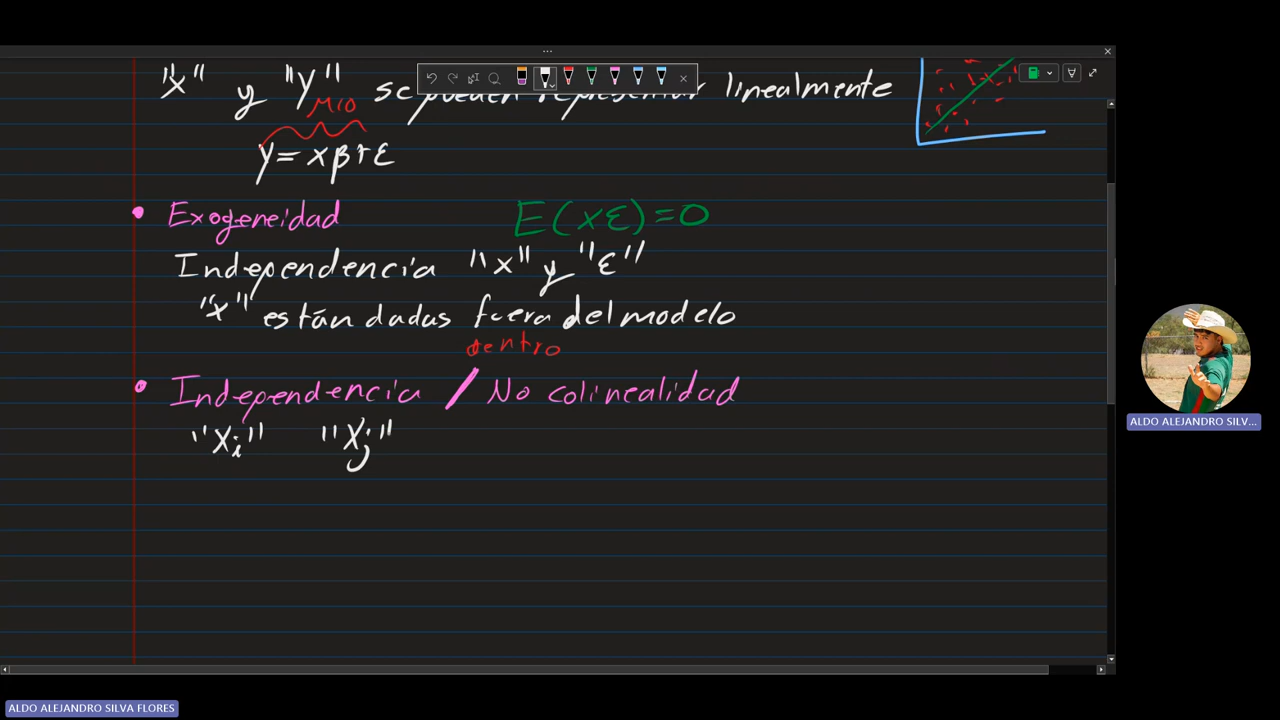 "X" y "Y" se pueden representar linealmente
MIO
Y = Xβ + ε
• Exogeneidad E(Xε) = 0
Independencia "X" y "ε"
"X" están dadas fuera del modelo
dentro
• Independencia / No colinealidad
"Xi" "Xj"
ALDO ALEJANDRO SILV...
ALDO ALEJANDRO SILVA FLORES